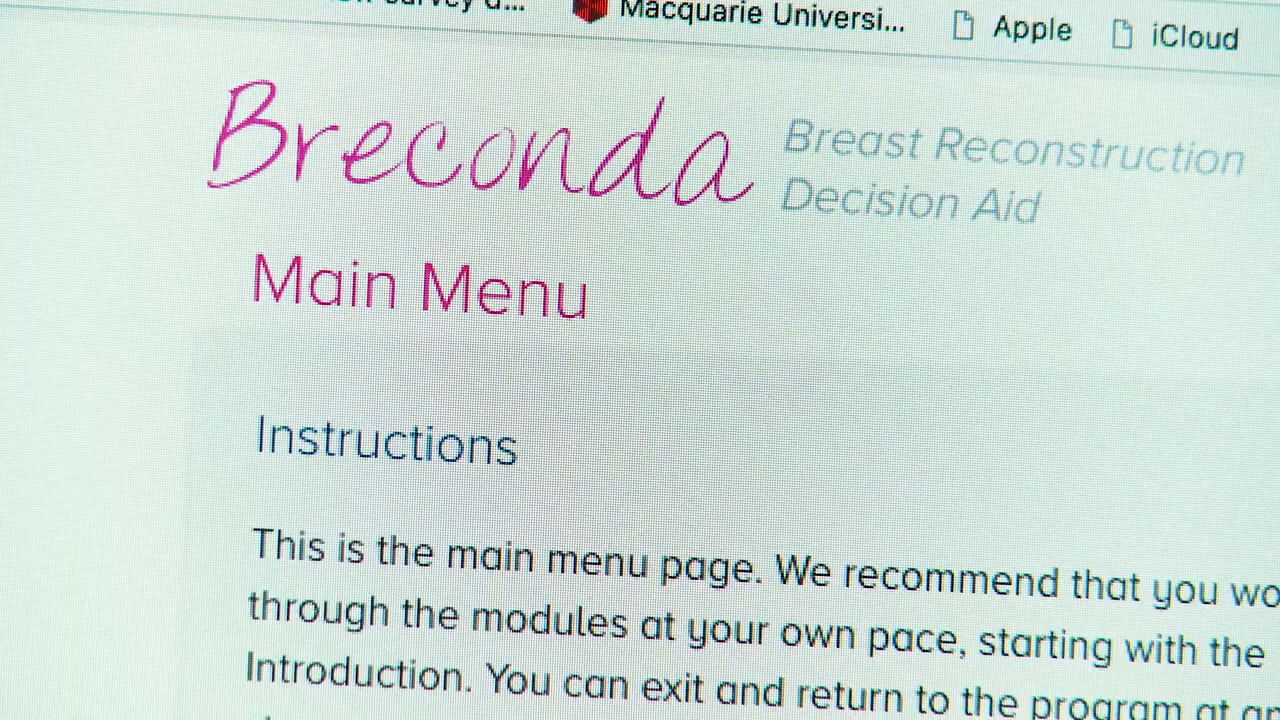 Macquarie Universi...
Apple
iCloud
Breconda
Breast Reconstruction
Decision Aid
Main Menu
Instructions
This is the main menu page. We recommend that you
through the modules at your own pace, starting with the
Introduction. You can exit and return to the program at